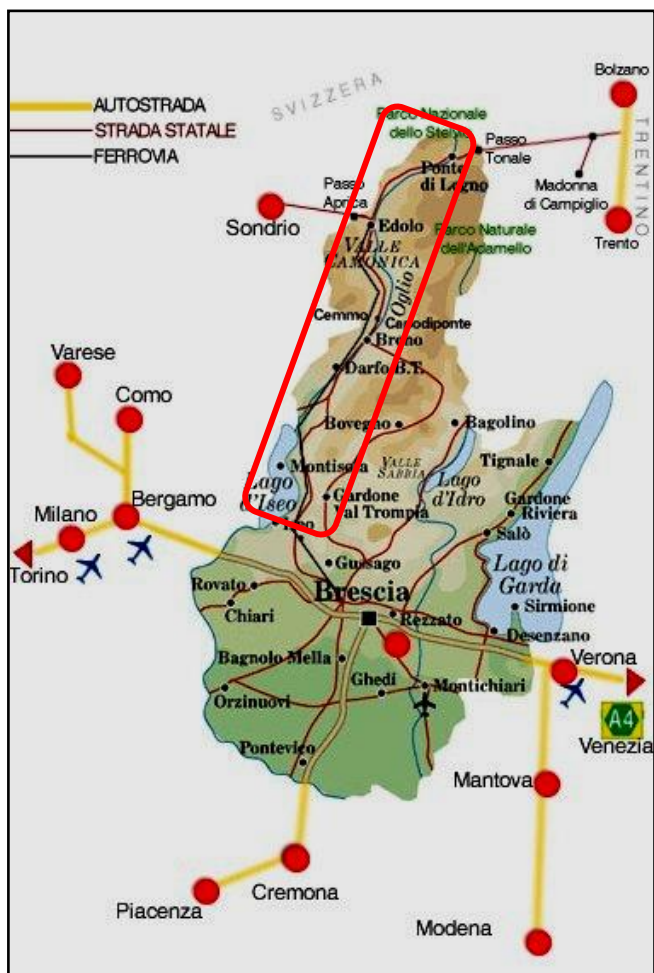 AUTOSTRADA
STRADA STATALE
FERROVIA
SVIZZERA
Bolzano
TRENTINO
Parco Nazionale
dello
Passo
Tonale
Ponte
di Legno
Madonna
di Campiglio
Trento
Passo
Aprica
Sondrio
Edolo
VALLE
CAMONICA
Parco Naturale
dell'Adamello
Oglio
Cemmo
Capodiponte
Breno
Darfo B.T.
Varese
Como
Bovegno
Bagolino
VALLE
SABBIA
Tignale
Montisola
Lago
d'Iseo
Lago
d'Idro
Gardone
Val Trompia
Gardone
Riviera
Salò
Bergamo
Milano
Torino
Gussago
Lago di
Garda
Rovato
Chiari
Brescia
Rezzato
Sirmione
Desenzano
Bagnolo Mella
Ghedi
Montichiari
Orzinuovi
Verona
A4
Venezia
Pontevico
Mantova
Cremona
Piacenza
Modena